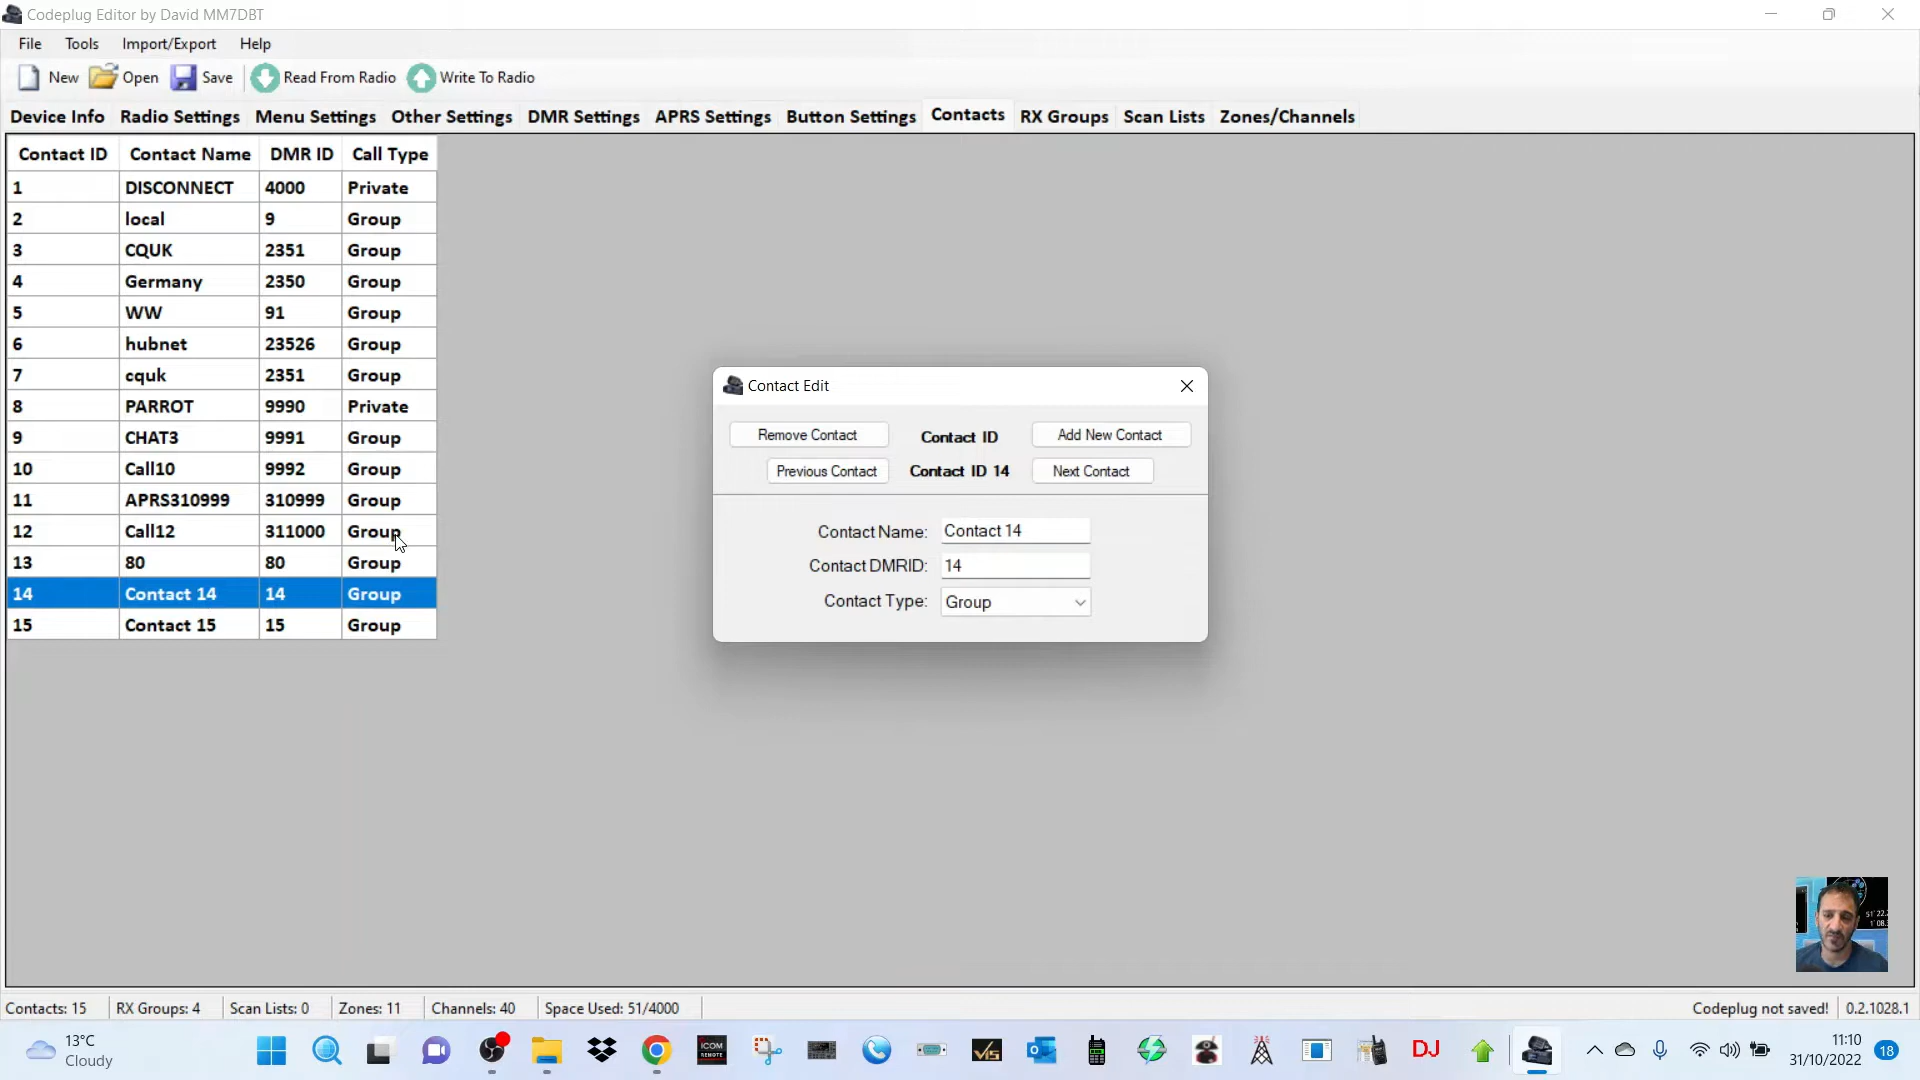 Codeplug Editor by David MM7DBT
File Tools Import/Export Help
New Open Save Read From Radio Write To Radio
Device Info Radio Settings Menu Settings Other Settings DMR Settings APRS Settings Button Settings Contacts RX Groups Scan Lists Zones/Channels
Contact ID Contact Name DMR ID Call Type
1 DISCONNECT 4000 Private
2 local 9 Group
3 CQUK 2351 Group
4 Germany 2350 Group
5 WW 91 Group
6 hubnet 23526 Group
7 cquk 2351 Group
8 PARROT 9990 Private
9 CHAT3 9991 Group
10 Call10 9992 Group
11 APRS310999 310999 Group
12 Call12 311000 Group
13 80 80 Group
14 Contact 14 14 Group
15 Contact 15 15 Group
Contact Edit
Remove Contact Contact ID Add New Contact
Previous Contact Contact ID 14 Next Contact
Contact Name: Contact 14
Contact DMRID: 14
Contact Type: Group
Contacts: 15 RX Groups: 4 Scan Lists: 0 Zones: 11 Channels: 40 Space Used: 51/4000 Codeplug not saved! 0.2.1028.1
13°C
Cloudy
ICOM
REMOTE
DJ
11:10
31/10/2022
18